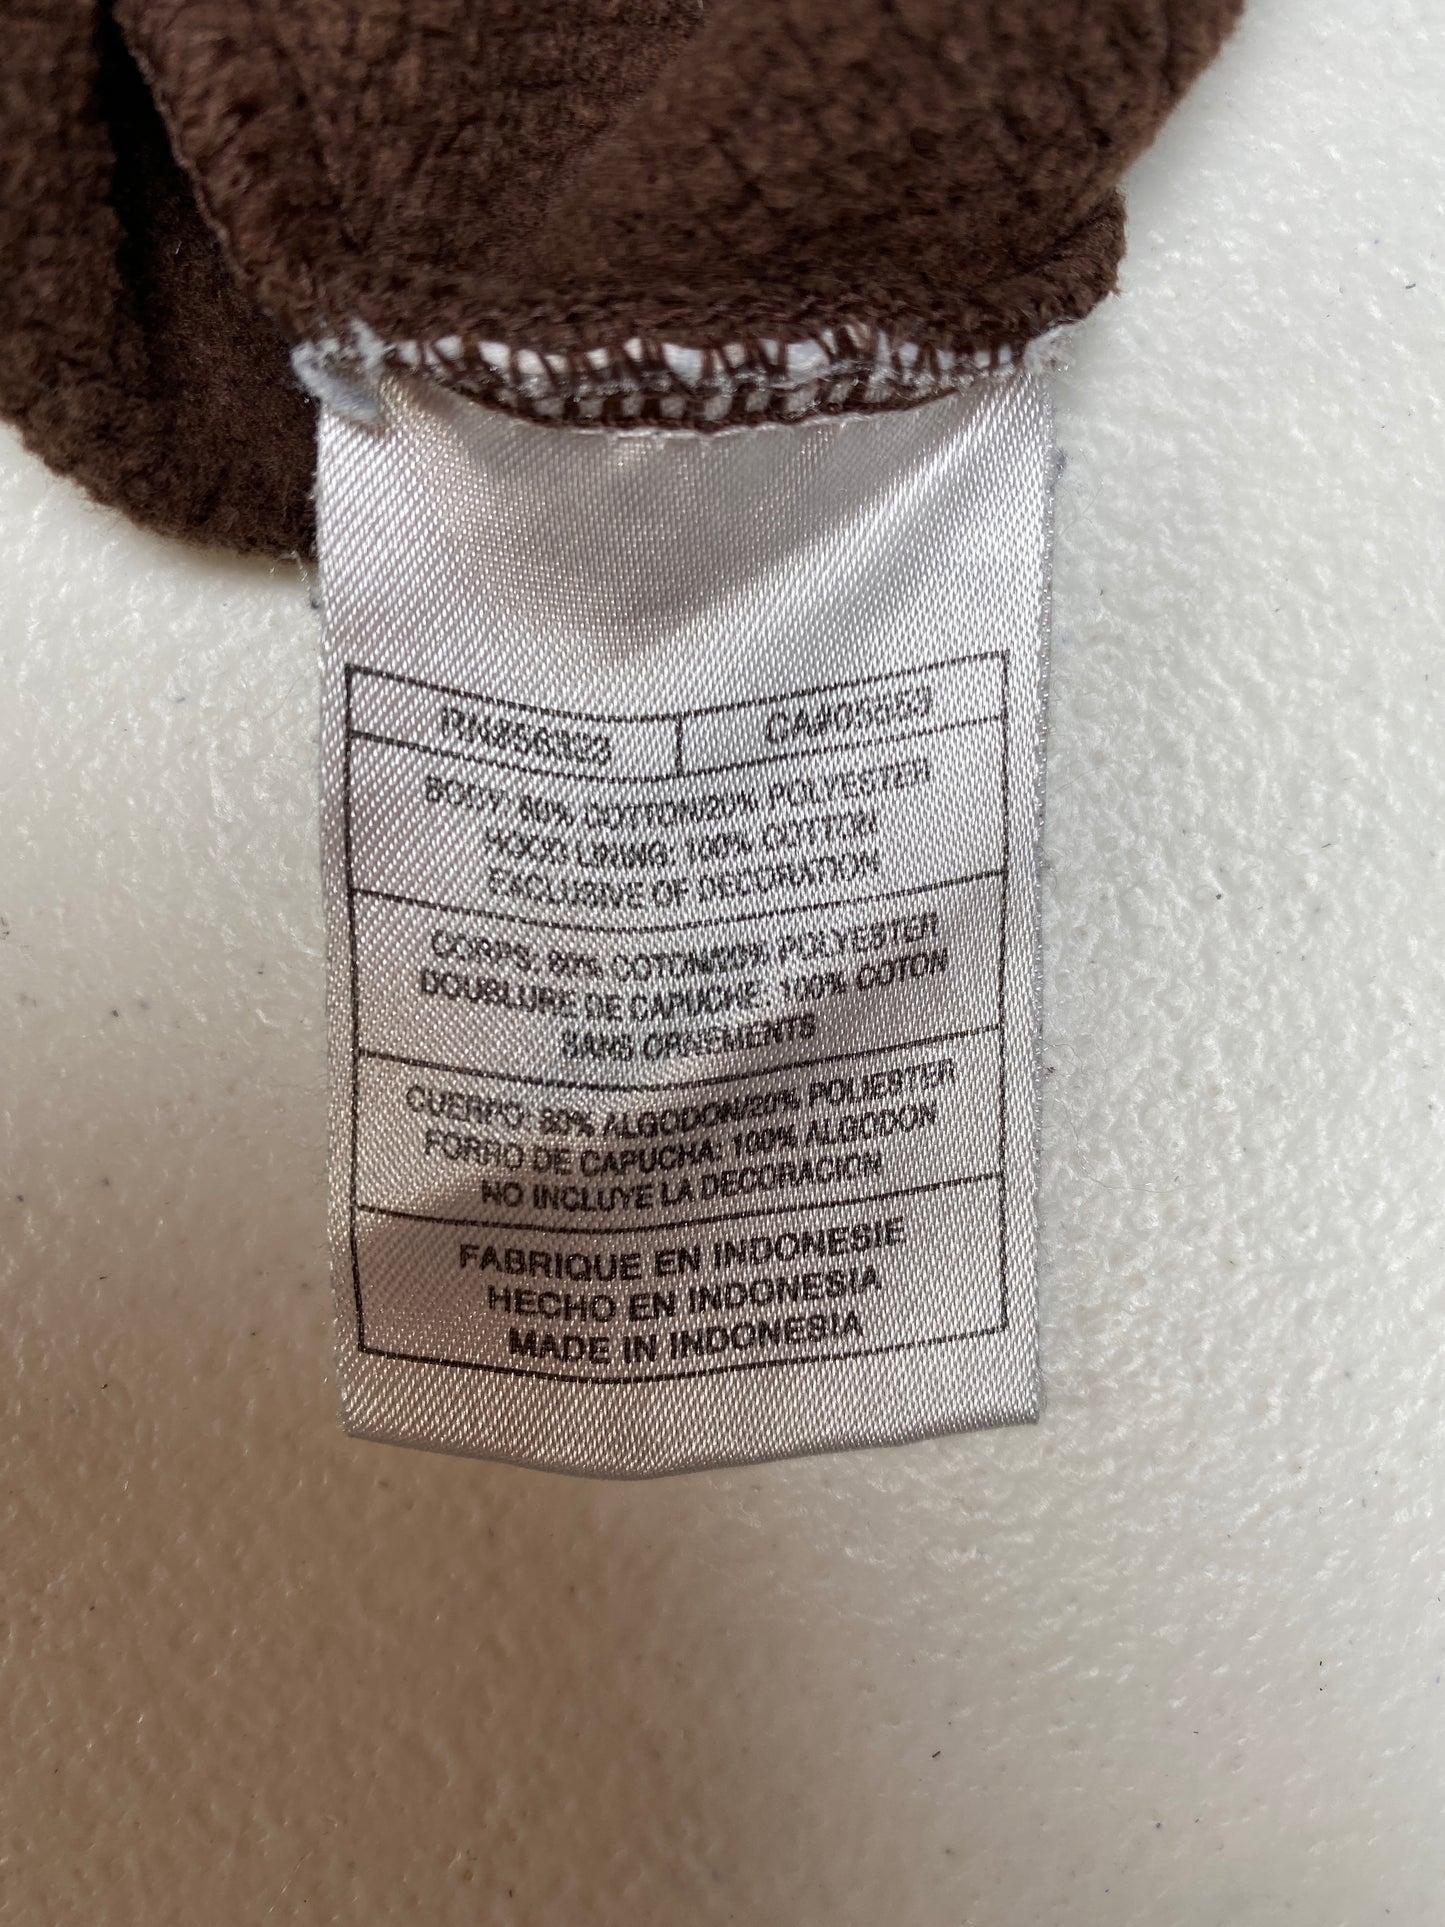 RN#56323 CA#05553
BODY: 80% COTTON/20% POLYESTER
HOOD LINING: 100% COTTON
EXCLUSIVE OF DECORATION
CORPS: 80% COTON/20% POLYESTER
DOUBLURE DE CAPUCHE: 100% COTON
SANS ORNEMENTS
CUERPO: 80% ALGODON/20% POLIESTER
FORRO DE CAPUCHA: 100% ALGODON
NO INCLUYE LA DECORACION
FABRIQUE EN INDONESIE
HECHO EN INDONESIA
MADE IN INDONESIA